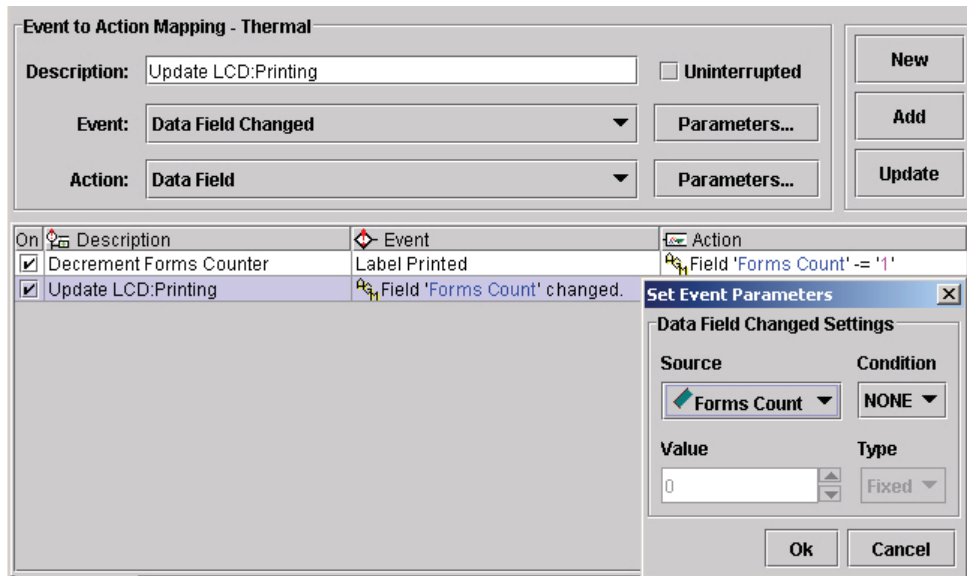 Event to Action Mapping - Thermal
Description: Update LCD:Printing Uninterrupted
Event: Data Field Changed Parameters...
Action: Data Field Parameters...
New
Add
Update
On Description Event Action
Decrement Forms Counter Label Printed Field 'Forms Count' -= '1'
Update LCD:Printing Field 'Forms Count' changed.
Set Event Parameters
Data Field Changed Settings
Source Condition
Forms Count NONE
Value Type
0 Fixed
Ok Cancel